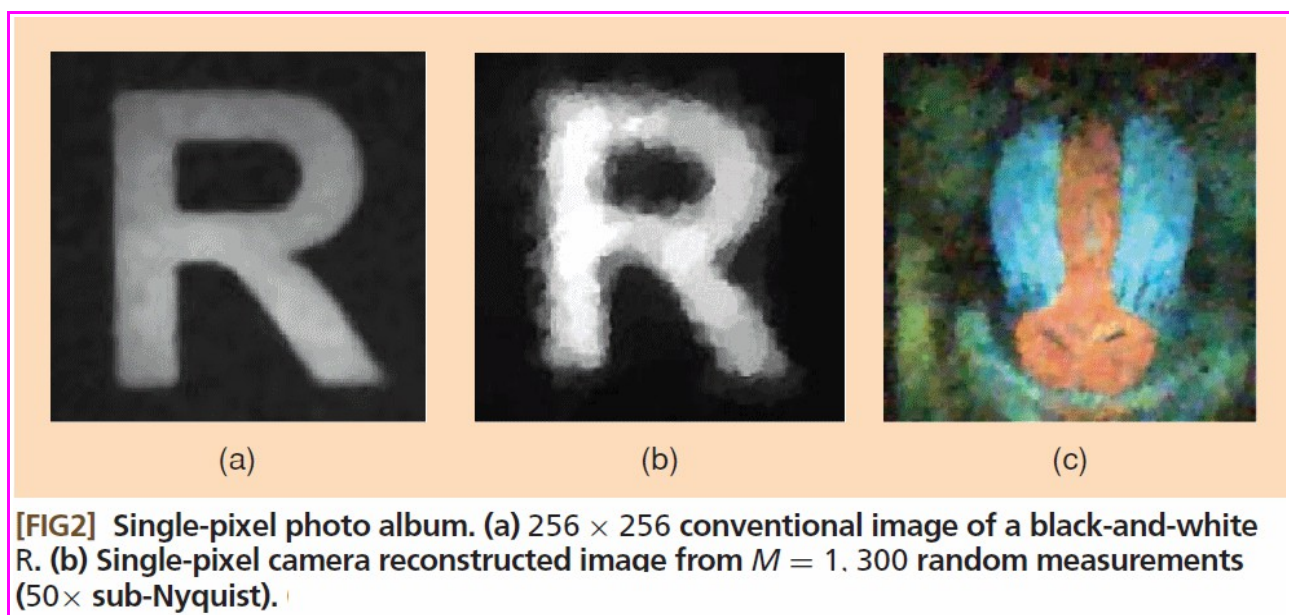 R
R
(a)
(b)
(c)
[FIG2] Single-pixel photo album. (a) 256 × 256 conventional image of a black-and-white
R. (b) Single-pixel camera reconstructed image from M = 1, 300 random measurements
(50× sub-Nyquist).